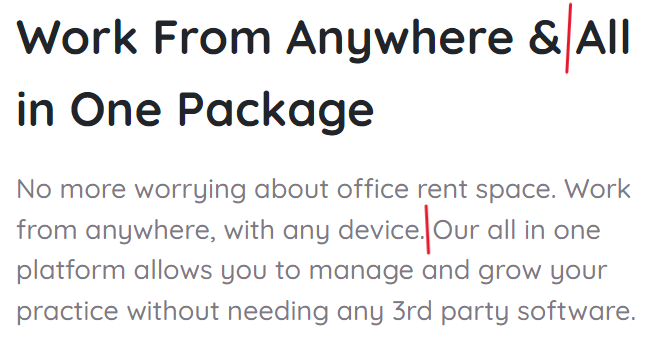 Work From Anywhere & All
in One Package
No more worrying about office rent space. Work
from anywhere, with any device. Our all in one
platform allows you to manage and grow your
practice without needing any 3rd party software.